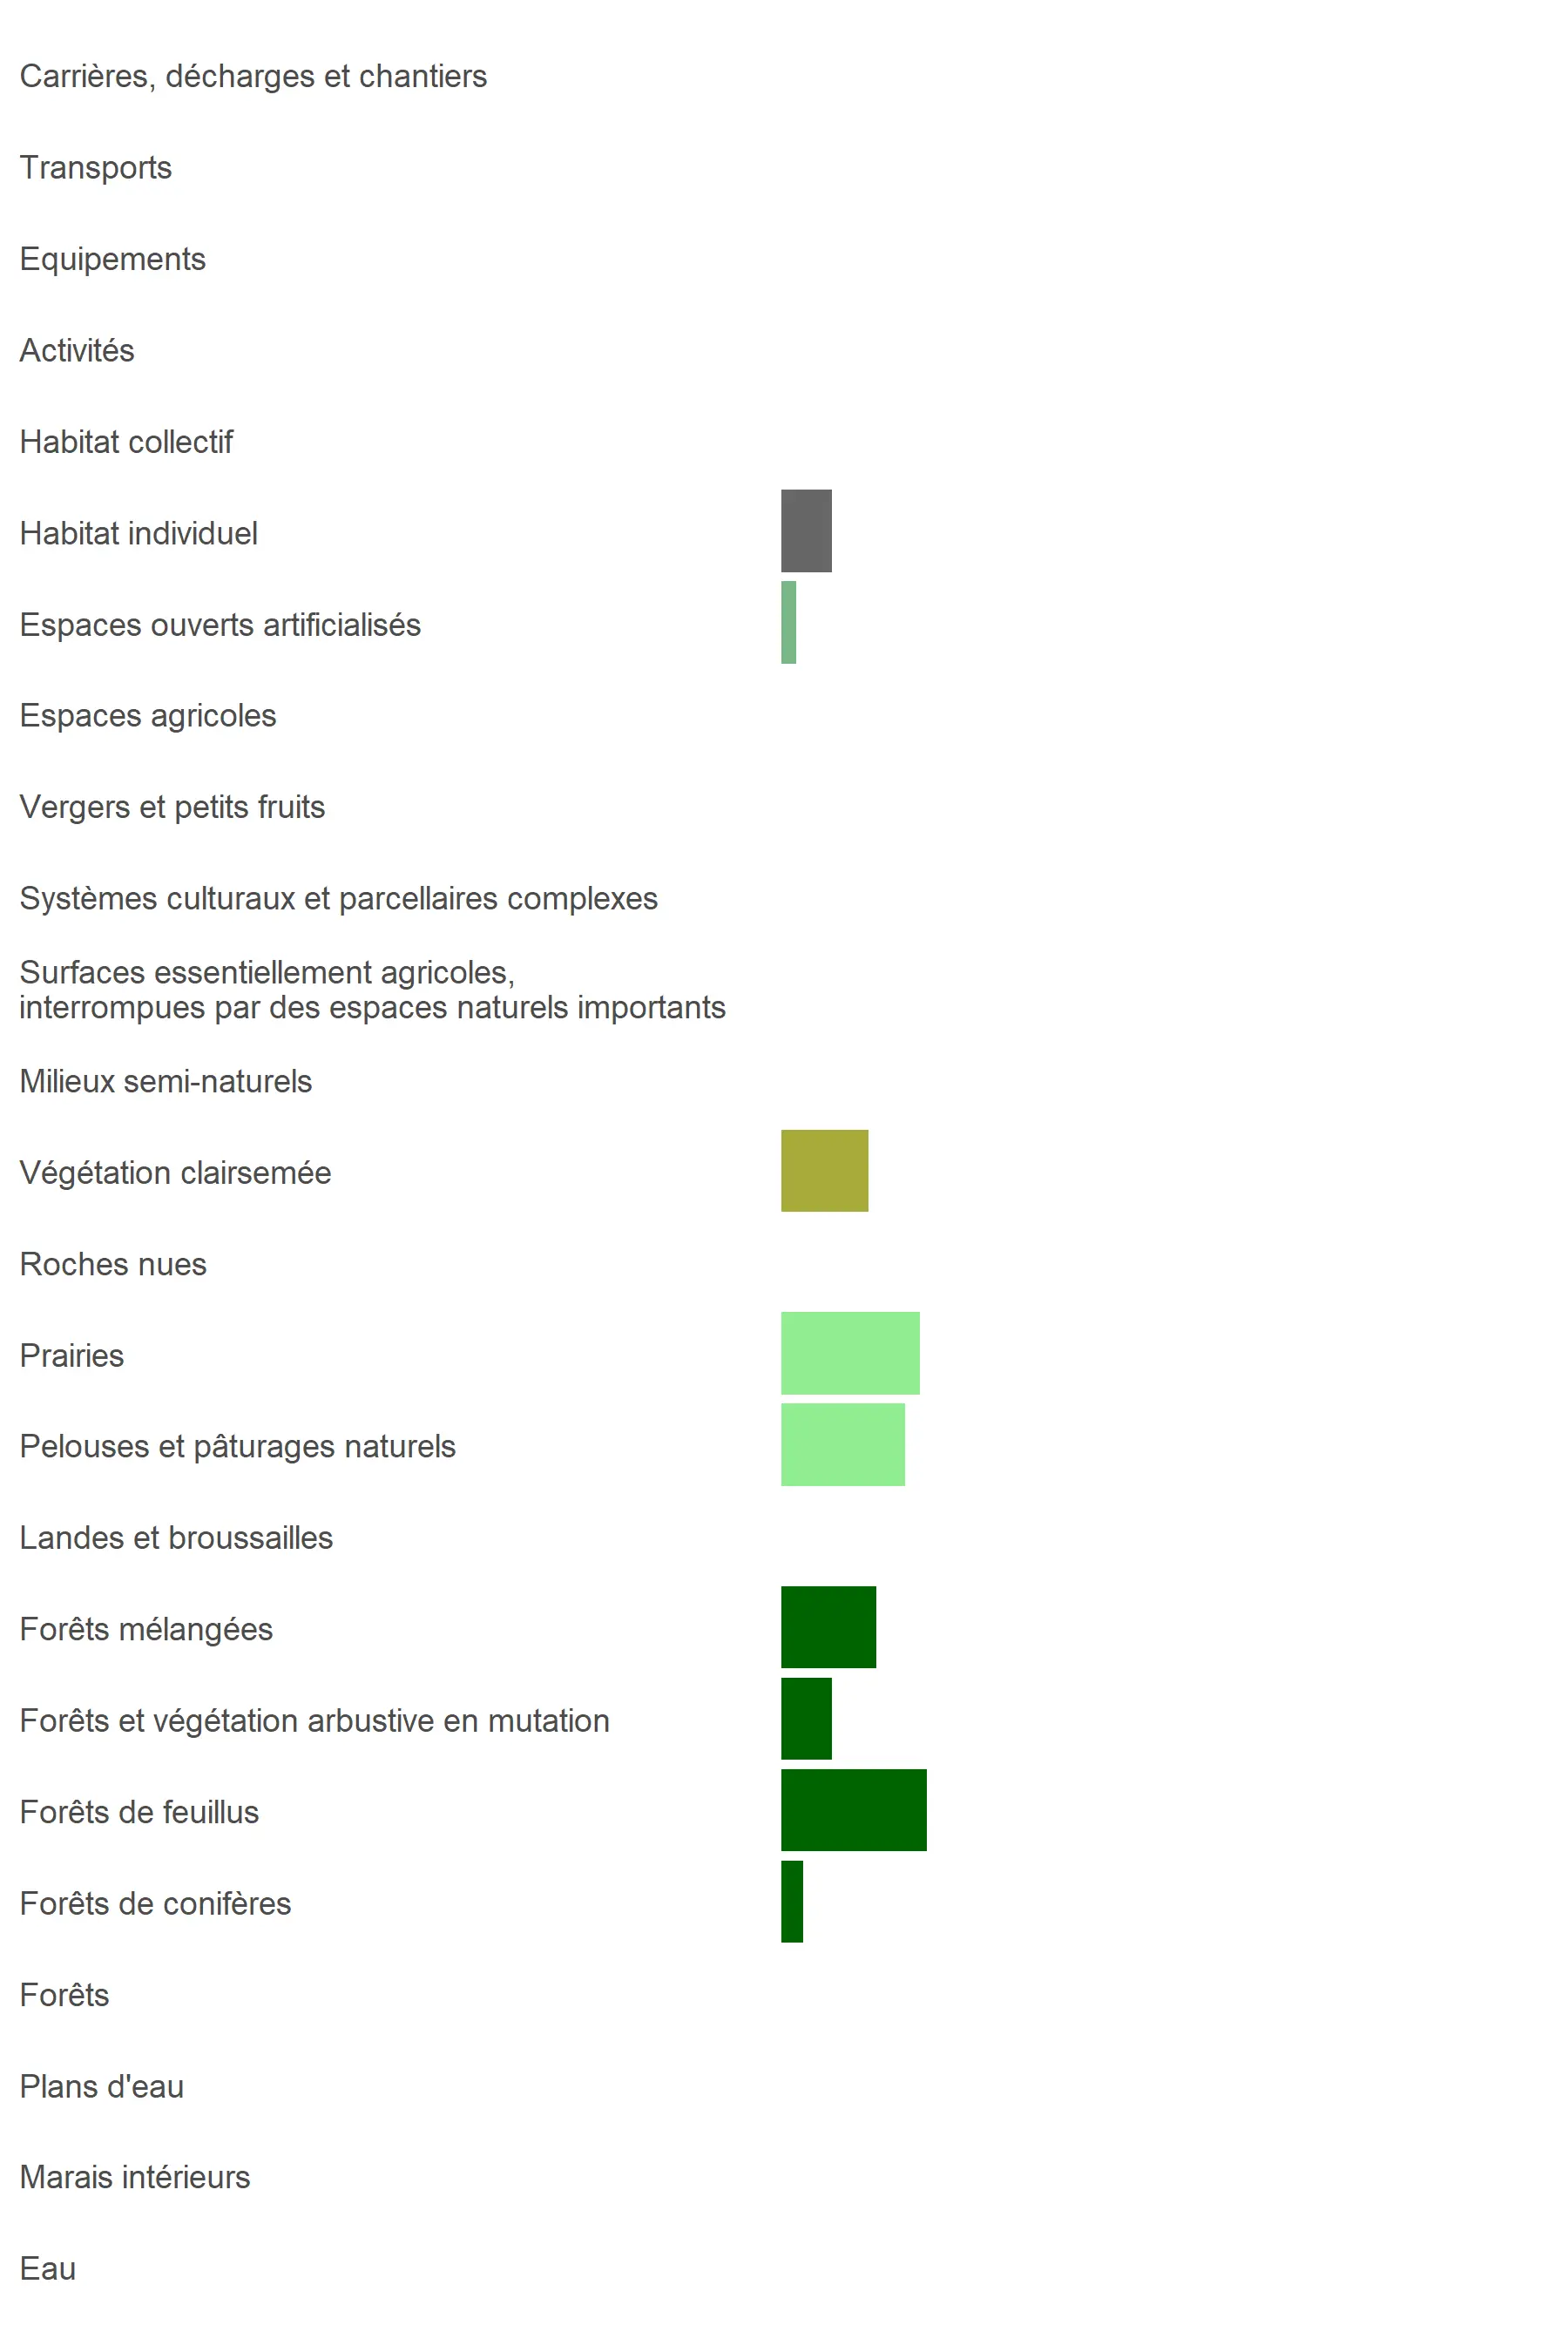 Carrières, décharges et chantiers
Transports
Equipements
Activités
Habitat collectif
Habitat individuel
Espaces ouverts artificialisés
Espaces agricoles
Vergers et petits fruits
Systèmes culturaux et parcellaires complexes
Surfaces essentiellement agricoles,
interrompues par des espaces naturels importants
Milieux semi-naturels
Végétation clairsemée
Roches nues
Prairies
Pelouses et pâturages naturels
Landes et broussailles
Forêts mélangées
Forêts et végétation arbustive en mutation
Forêts de feuillus
Forêts de conifères
Forêts
Plans d'eau
Marais intérieurs
Eau